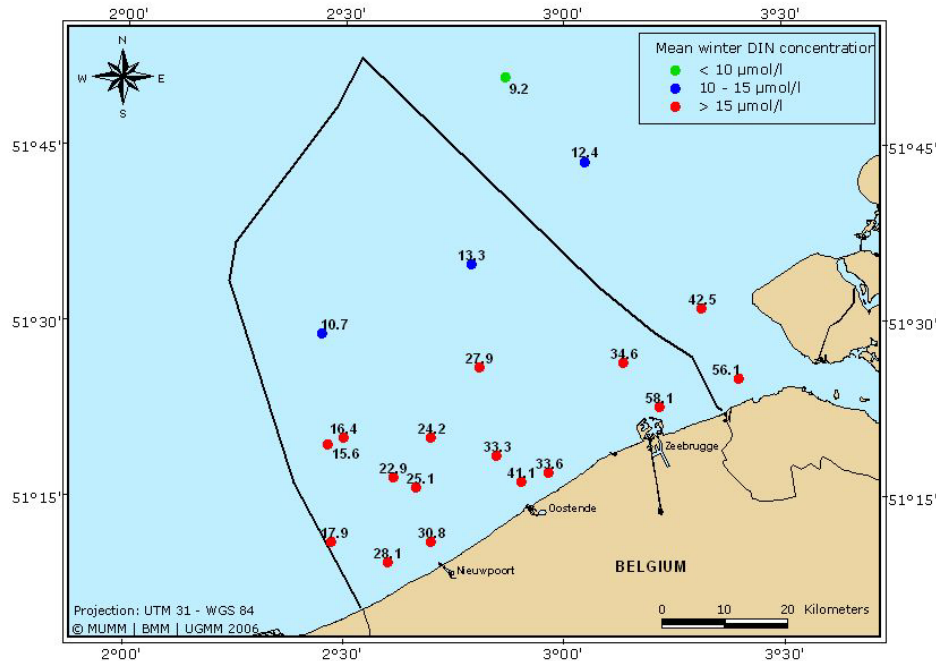 2°00' 2°30' 3°00' 3°30'
N
W E
S
Mean winter DIN concentration
< 10 µmol/l
10 - 15 µmol/l
> 15 µmol/l
9.2
51°45' 51°45'
12.4
13.3
42.5
10.7
51°30' 51°30'
27.9
34.6
56.1
58.1
16.4
24.2
15.6
33.3
Zeebrugge
22.9
25.1
41.1
33.6
51°15' 51°15'
Oostende
17.9
30.8
28.1
Nieuwpoort
BELGIUM
Projection: UTM 31 - WGS 84
0 10 20 Kilometers
© MUMM | BMM | UGMM 2006
2°00' 2°30' 3°00' 3°30'